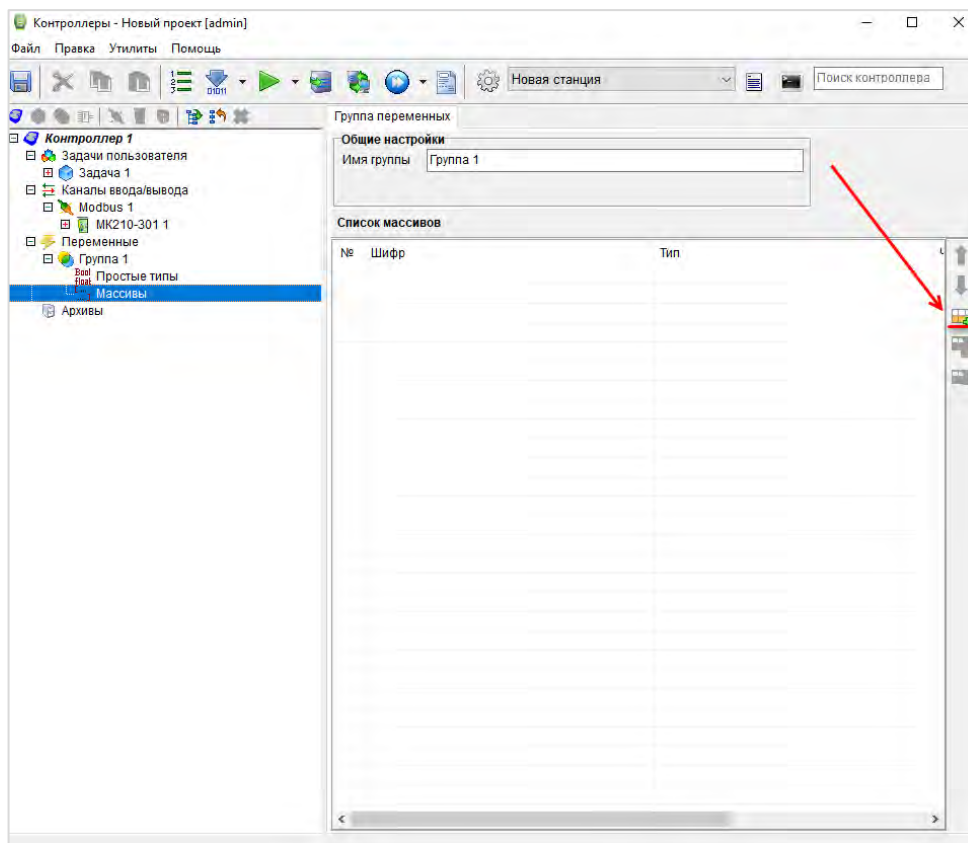 Контроллеры - Новый проект [admin]
Файл Правка Утилиты Помощь
Новая станция
Поиск контроллера
Контроллер 1
Задачи пользователя
Задача 1
Каналы ввода/вывода
Modbus 1
МК210-301 1
Переменные
Группа 1
Bool float Простые типы
Массивы
Архивы
Группа переменных
Общие настройки
Имя группы Группа 1
Список массивов
№ Шифр Тип